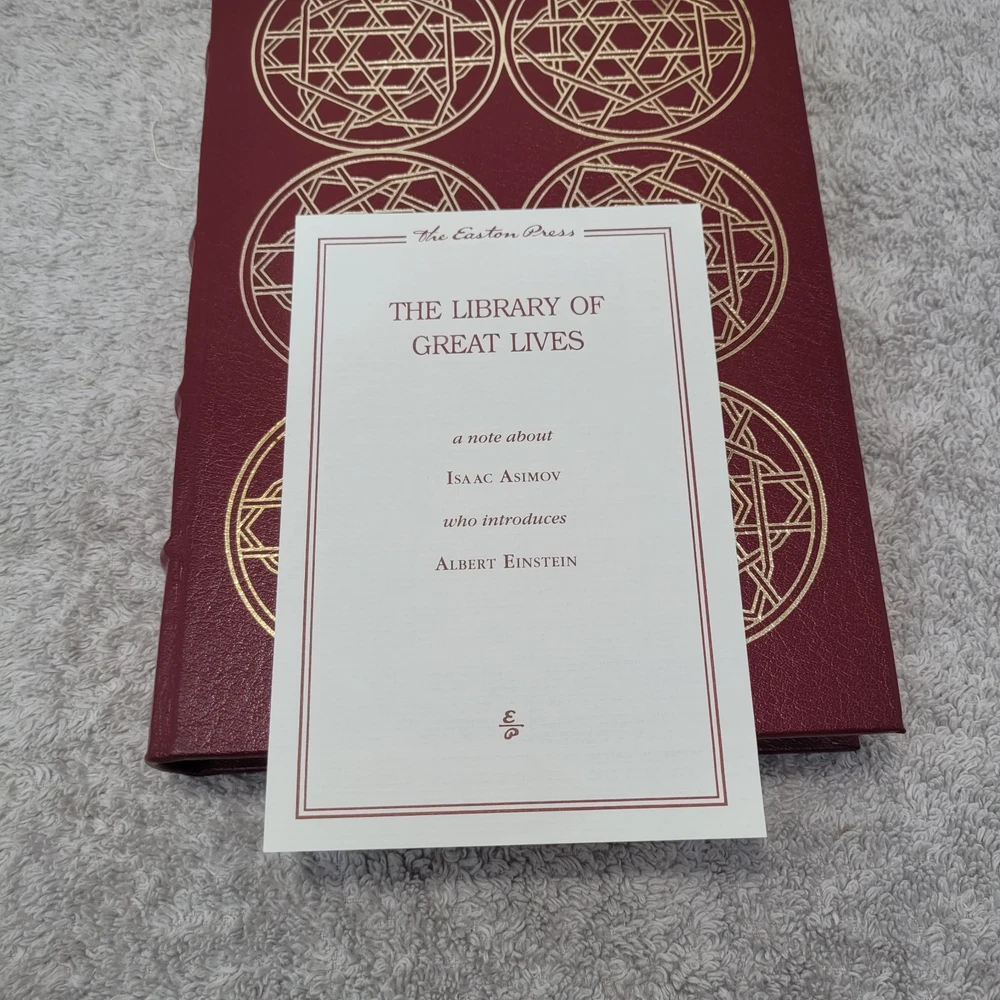 The Easton Press
THE LIBRARY OF
GREAT LIVES
a note about
ISAAC ASIMOV
who introduces
ALBERT EINSTEIN
E
P